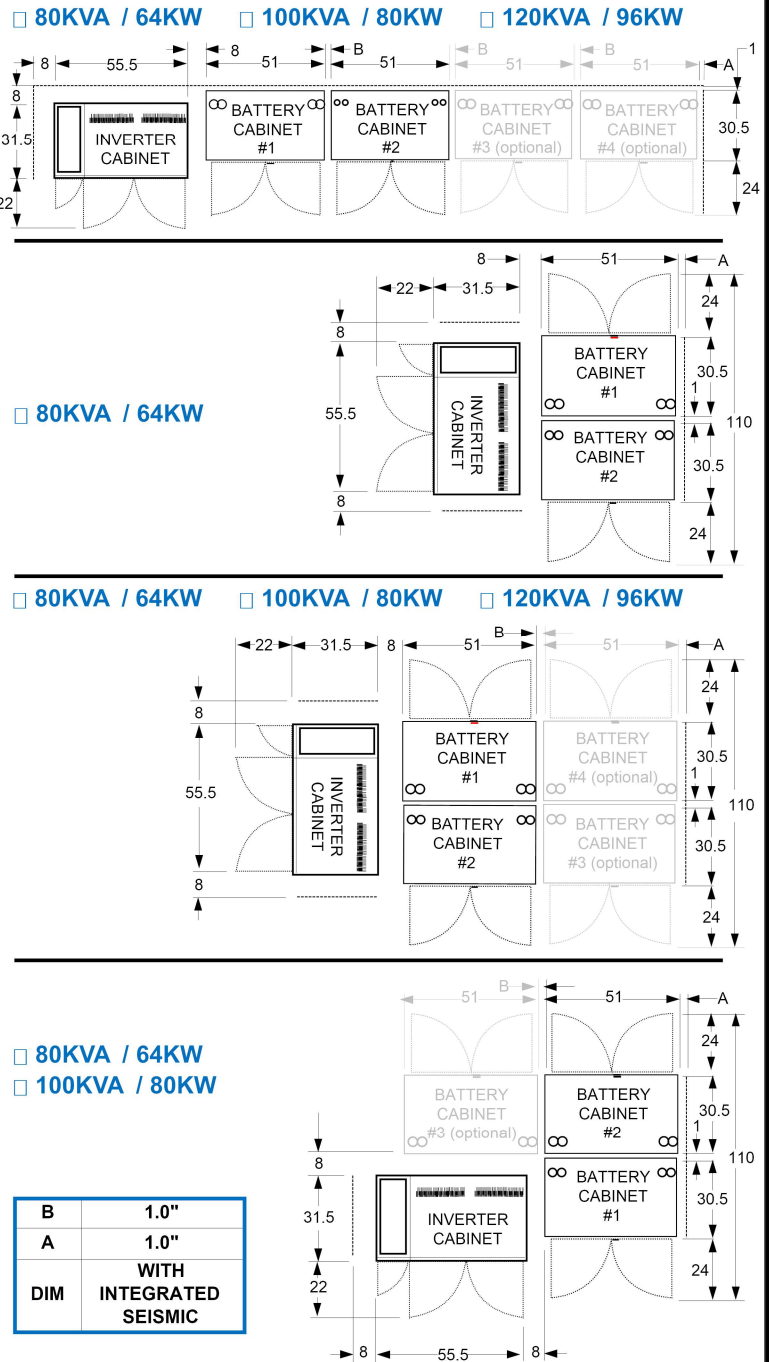 □ 80KVA / 64KW □ 100KVA / 80KW □ 120KVA / 96KW
8 B B B 1
8 55.5 51 51 51 51 A
8
31.5
22
INVERTER
CABINET
BATTERY
CABINET
#1
BATTERY
CABINET
#2
BATTERY
CABINET
#3 (optional)
BATTERY
CABINET
#4 (optional)
30.5
24
8 51 A
22 31.5
24
8
55.5
8
□ 80KVA / 64KW
INVERTER
CABINET
BATTERY
CABINET
#1
BATTERY
CABINET
#2
30.5
1
110
30.5
24
□ 80KVA / 64KW □ 100KVA / 80KW □ 120KVA / 96KW
B
22 31.5 8 51 51 A
24
8
55.5
8
INVERTER
CABINET
BATTERY
CABINET
#1
BATTERY
CABINET
#4 (optional)
BATTERY
CABINET
#2
BATTERY
CABINET
#3 (optional)
30.5
1
110
30.5
24
B
51 51 A
24
□ 80KVA / 64KW
□ 100KVA / 80KW
BATTERY
CABINET
#3 (optional)
BATTERY
CABINET
#2
30.5
1
110
8
31.5
22
INVERTER
CABINET
BATTERY
CABINET
#1
30.5
24
8 55.5 8
B 1.0"
A 1.0"
DIM WITH
INTEGRATED
SEISMIC